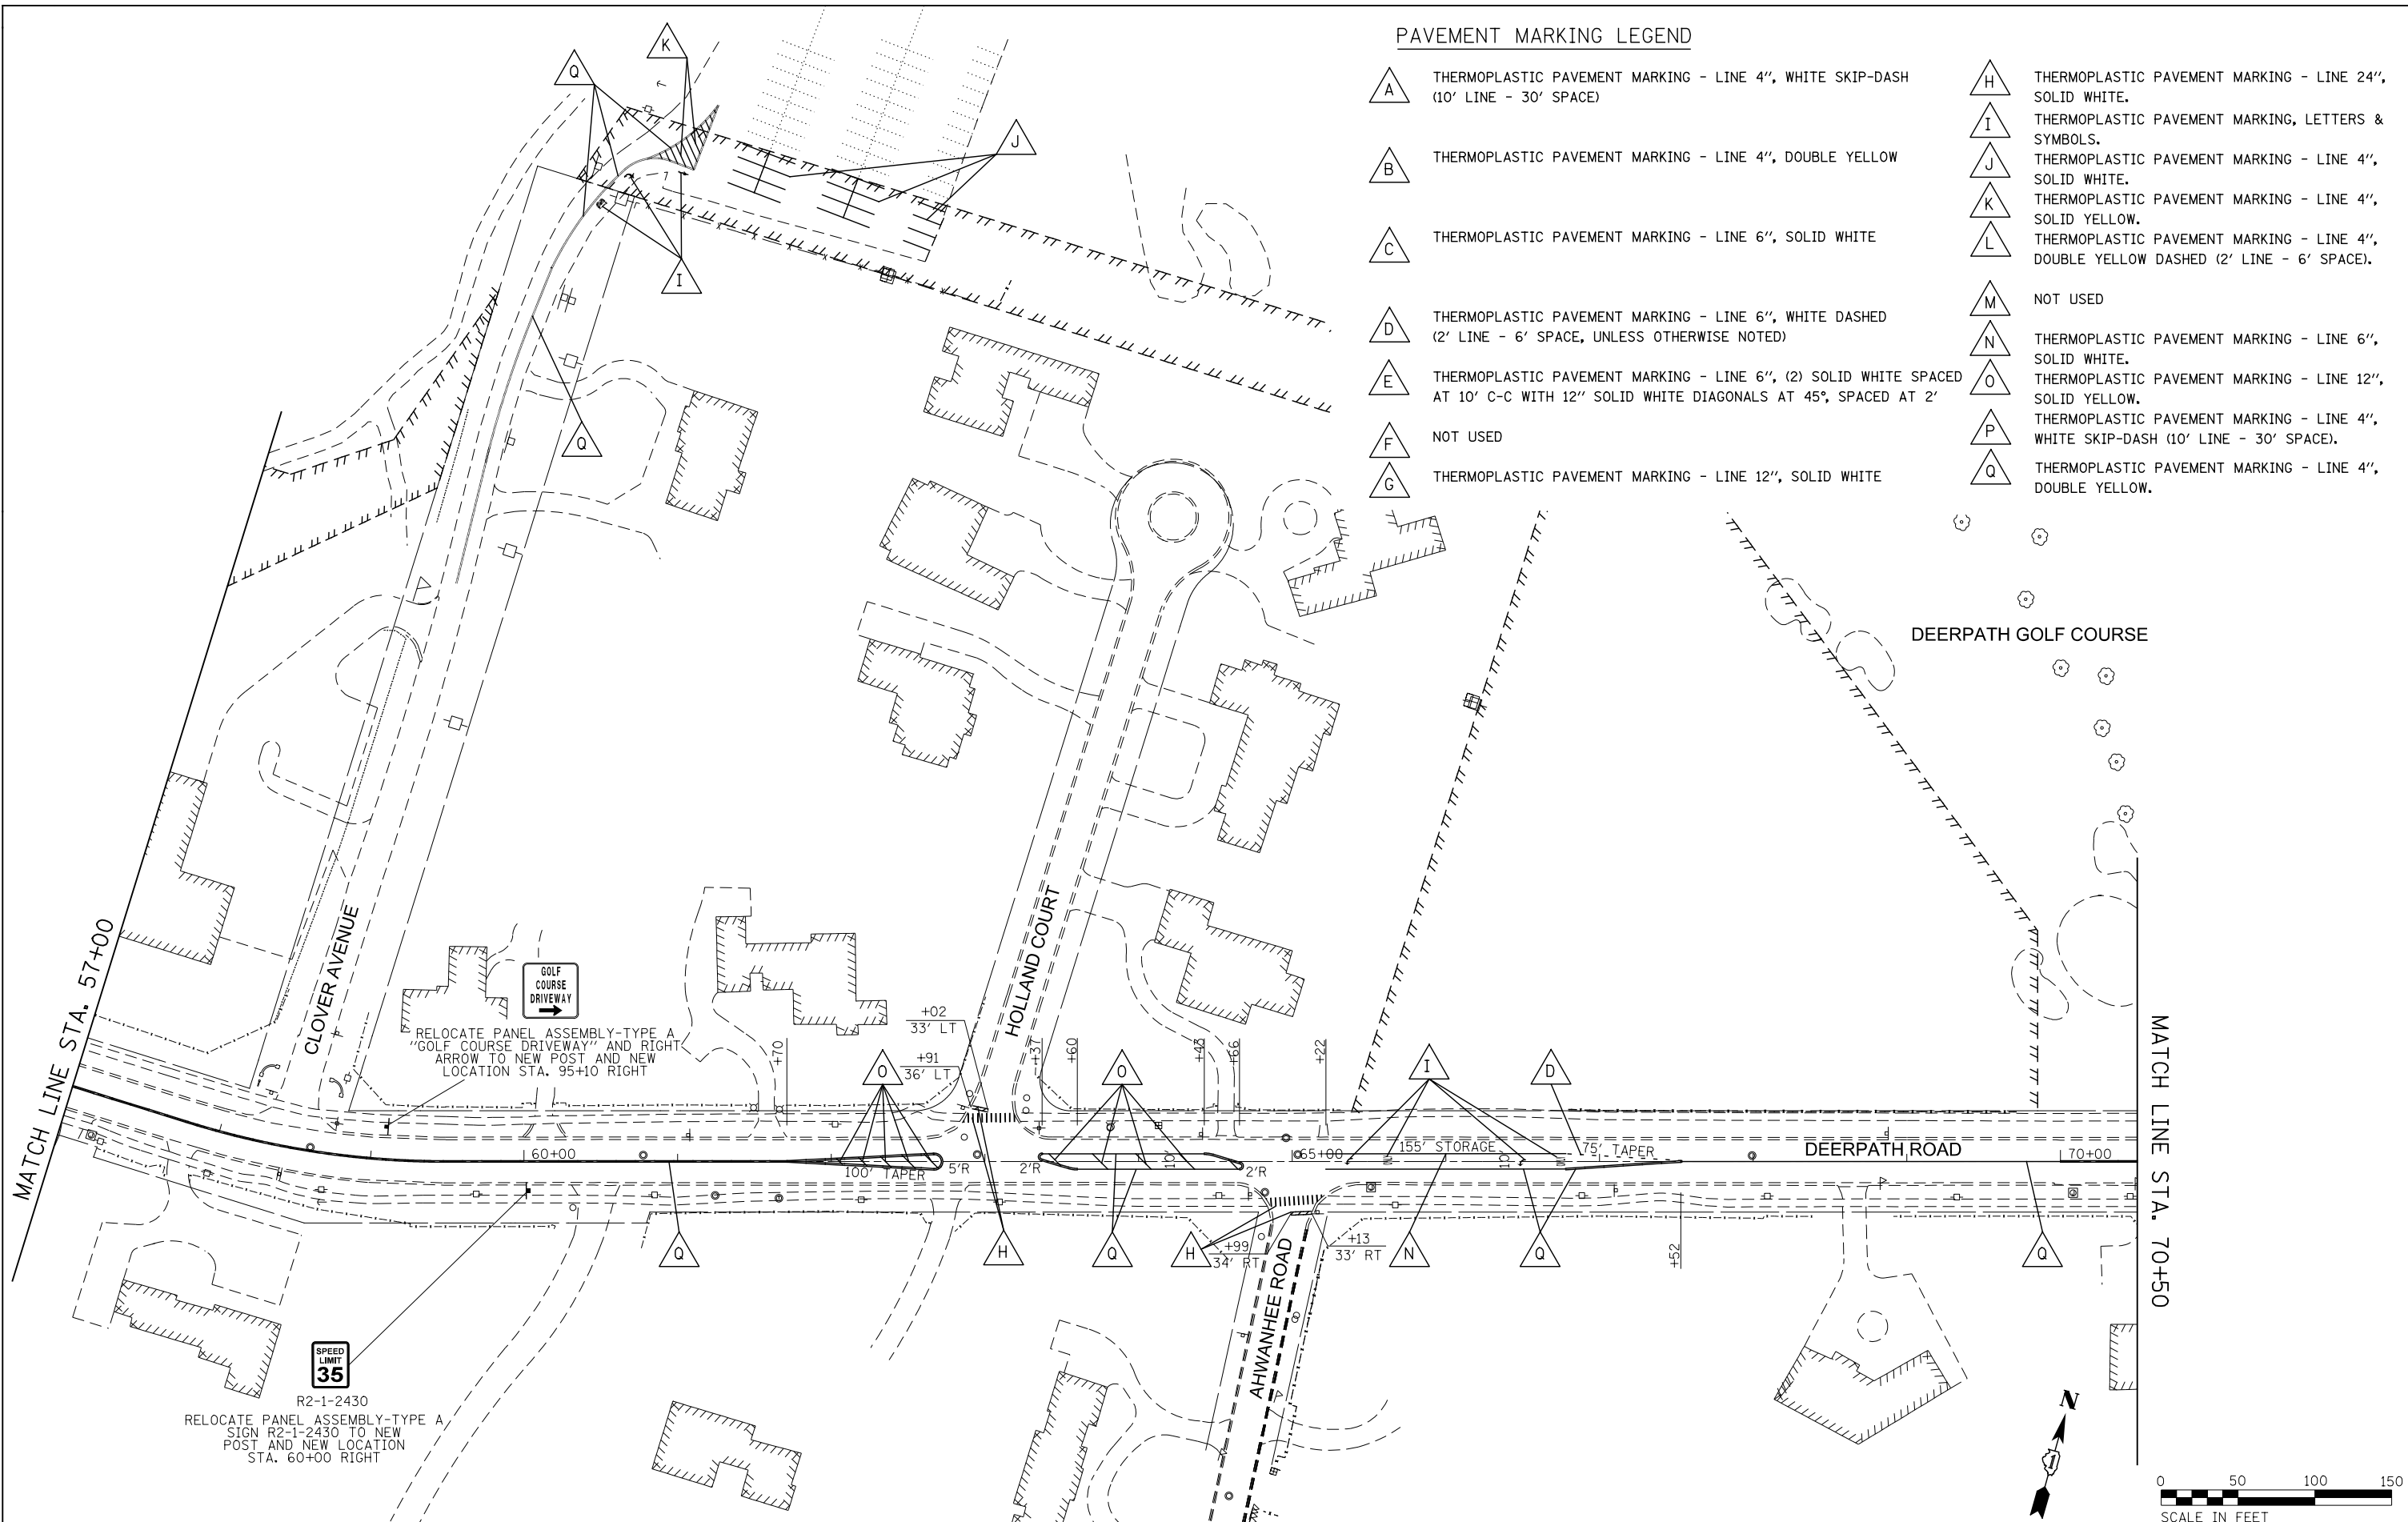 PAVEMENT MARKING LEGEND
A THERMOPLASTIC PAVEMENT MARKING - LINE 4", WHITE SKIP-DASH
(10' LINE - 30' SPACE)
B THERMOPLASTIC PAVEMENT MARKING - LINE 4", DOUBLE YELLOW
C THERMOPLASTIC PAVEMENT MARKING - LINE 6", SOLID WHITE
D THERMOPLASTIC PAVEMENT MARKING - LINE 6", WHITE DASHED
(2' LINE - 6' SPACE, UNLESS OTHERWISE NOTED)
E THERMOPLASTIC PAVEMENT MARKING - LINE 6", (2) SOLID WHITE SPACED
AT 10' C-C WITH 12" SOLID WHITE DIAGONALS AT 45°, SPACED AT 2'
F NOT USED
G THERMOPLASTIC PAVEMENT MARKING - LINE 12", SOLID WHITE
H THERMOPLASTIC PAVEMENT MARKING - LINE 24",
SOLID WHITE.
I THERMOPLASTIC PAVEMENT MARKING, LETTERS &
SYMBOLS.
J THERMOPLASTIC PAVEMENT MARKING - LINE 4",
SOLID WHITE.
K THERMOPLASTIC PAVEMENT MARKING - LINE 4",
SOLID YELLOW.
L THERMOPLASTIC PAVEMENT MARKING - LINE 4",
DOUBLE YELLOW DASHED (2' LINE - 6' SPACE).
M NOT USED
N THERMOPLASTIC PAVEMENT MARKING - LINE 6",
SOLID WHITE.
O THERMOPLASTIC PAVEMENT MARKING - LINE 12",
SOLID YELLOW.
P THERMOPLASTIC PAVEMENT MARKING - LINE 4",
WHITE SKIP-DASH (10' LINE - 30' SPACE).
Q THERMOPLASTIC PAVEMENT MARKING - LINE 4",
DOUBLE YELLOW.
K
Q
J
I
Q
DEERPATH GOLF COURSE
MATCH LINE STA. 57+00
CLOVER AVENUE
HOLLAND COURT
GOLF
COURSE
DRIVEWAY
RELOCATE PANEL ASSEMBLY-TYPE A
"GOLF COURSE DRIVEWAY" AND RIGHT
ARROW TO NEW POST AND NEW
LOCATION STA. 95+10 RIGHT
+70
+02
33' LT
+91
36' LT
+37
+60
+43
+66
+22
O
O
I
D
60+00
100' TAPER
5'R
2'R
10'
2'R
65+00
155' STORAGE
10'
75' TAPER
DEERPATH ROAD
70+00
MATCH LINE STA. 70+50
Q
H
Q
H
+99
34' RT
+13
33' RT
N
Q
+52
Q
AHWANHEE ROAD
SPEED
LIMIT
35
R2-1-2430
RELOCATE PANEL ASSEMBLY-TYPE A
SIGN R2-1-2430 TO NEW
POST AND NEW LOCATION
STA. 60+00 RIGHT
N
1
0 50 100 150
SCALE IN FEET